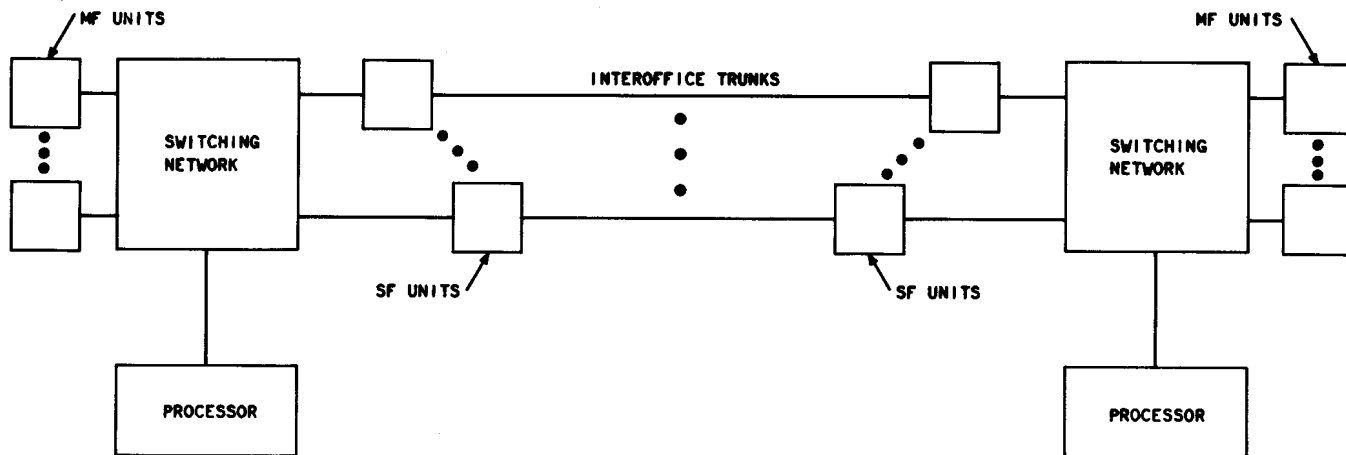 MF UNITS
MF UNITS
INTEROFFICE TRUNKS
SWITCHING
NETWORK
SWITCHING
NETWORK
SF UNITS
SF UNITS
PROCESSOR
PROCESSOR